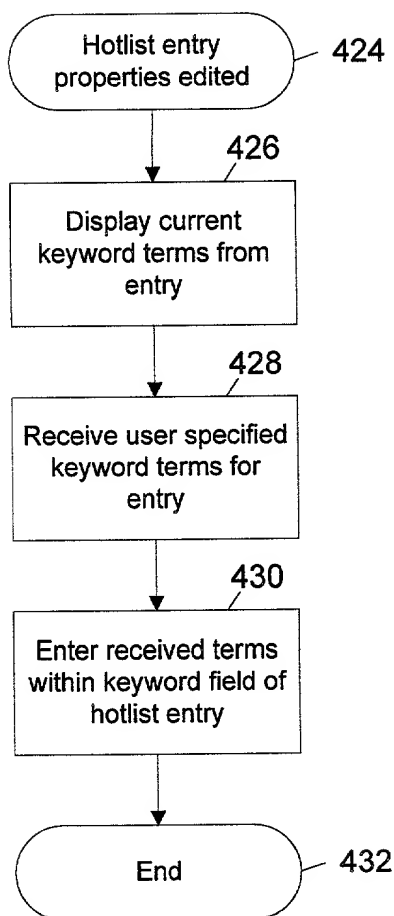 Hotlist entry
properties edited
424
426
Display current
keyword terms from
entry
428
Receive user specified
keyword terms for
entry
430
Enter received terms
within keyword field of
hotlist entry
End
432